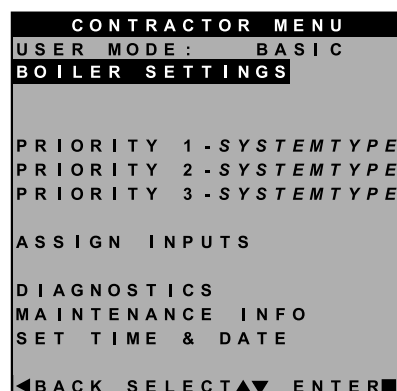 CONTRACTOR MENU
USER MODE: BASIC
BOILER SETTINGS
PRIORITY 1-SYSTEMTYPE
PRIORITY 2-SYSTEMTYPE
PRIORITY 3-SYSTEMTYPE
ASSIGN INPUTS
DIAGNOSTICS
MAINTENANCE INFO
SET TIME & DATE
◀BACK SELECT▲▼ ENTER■